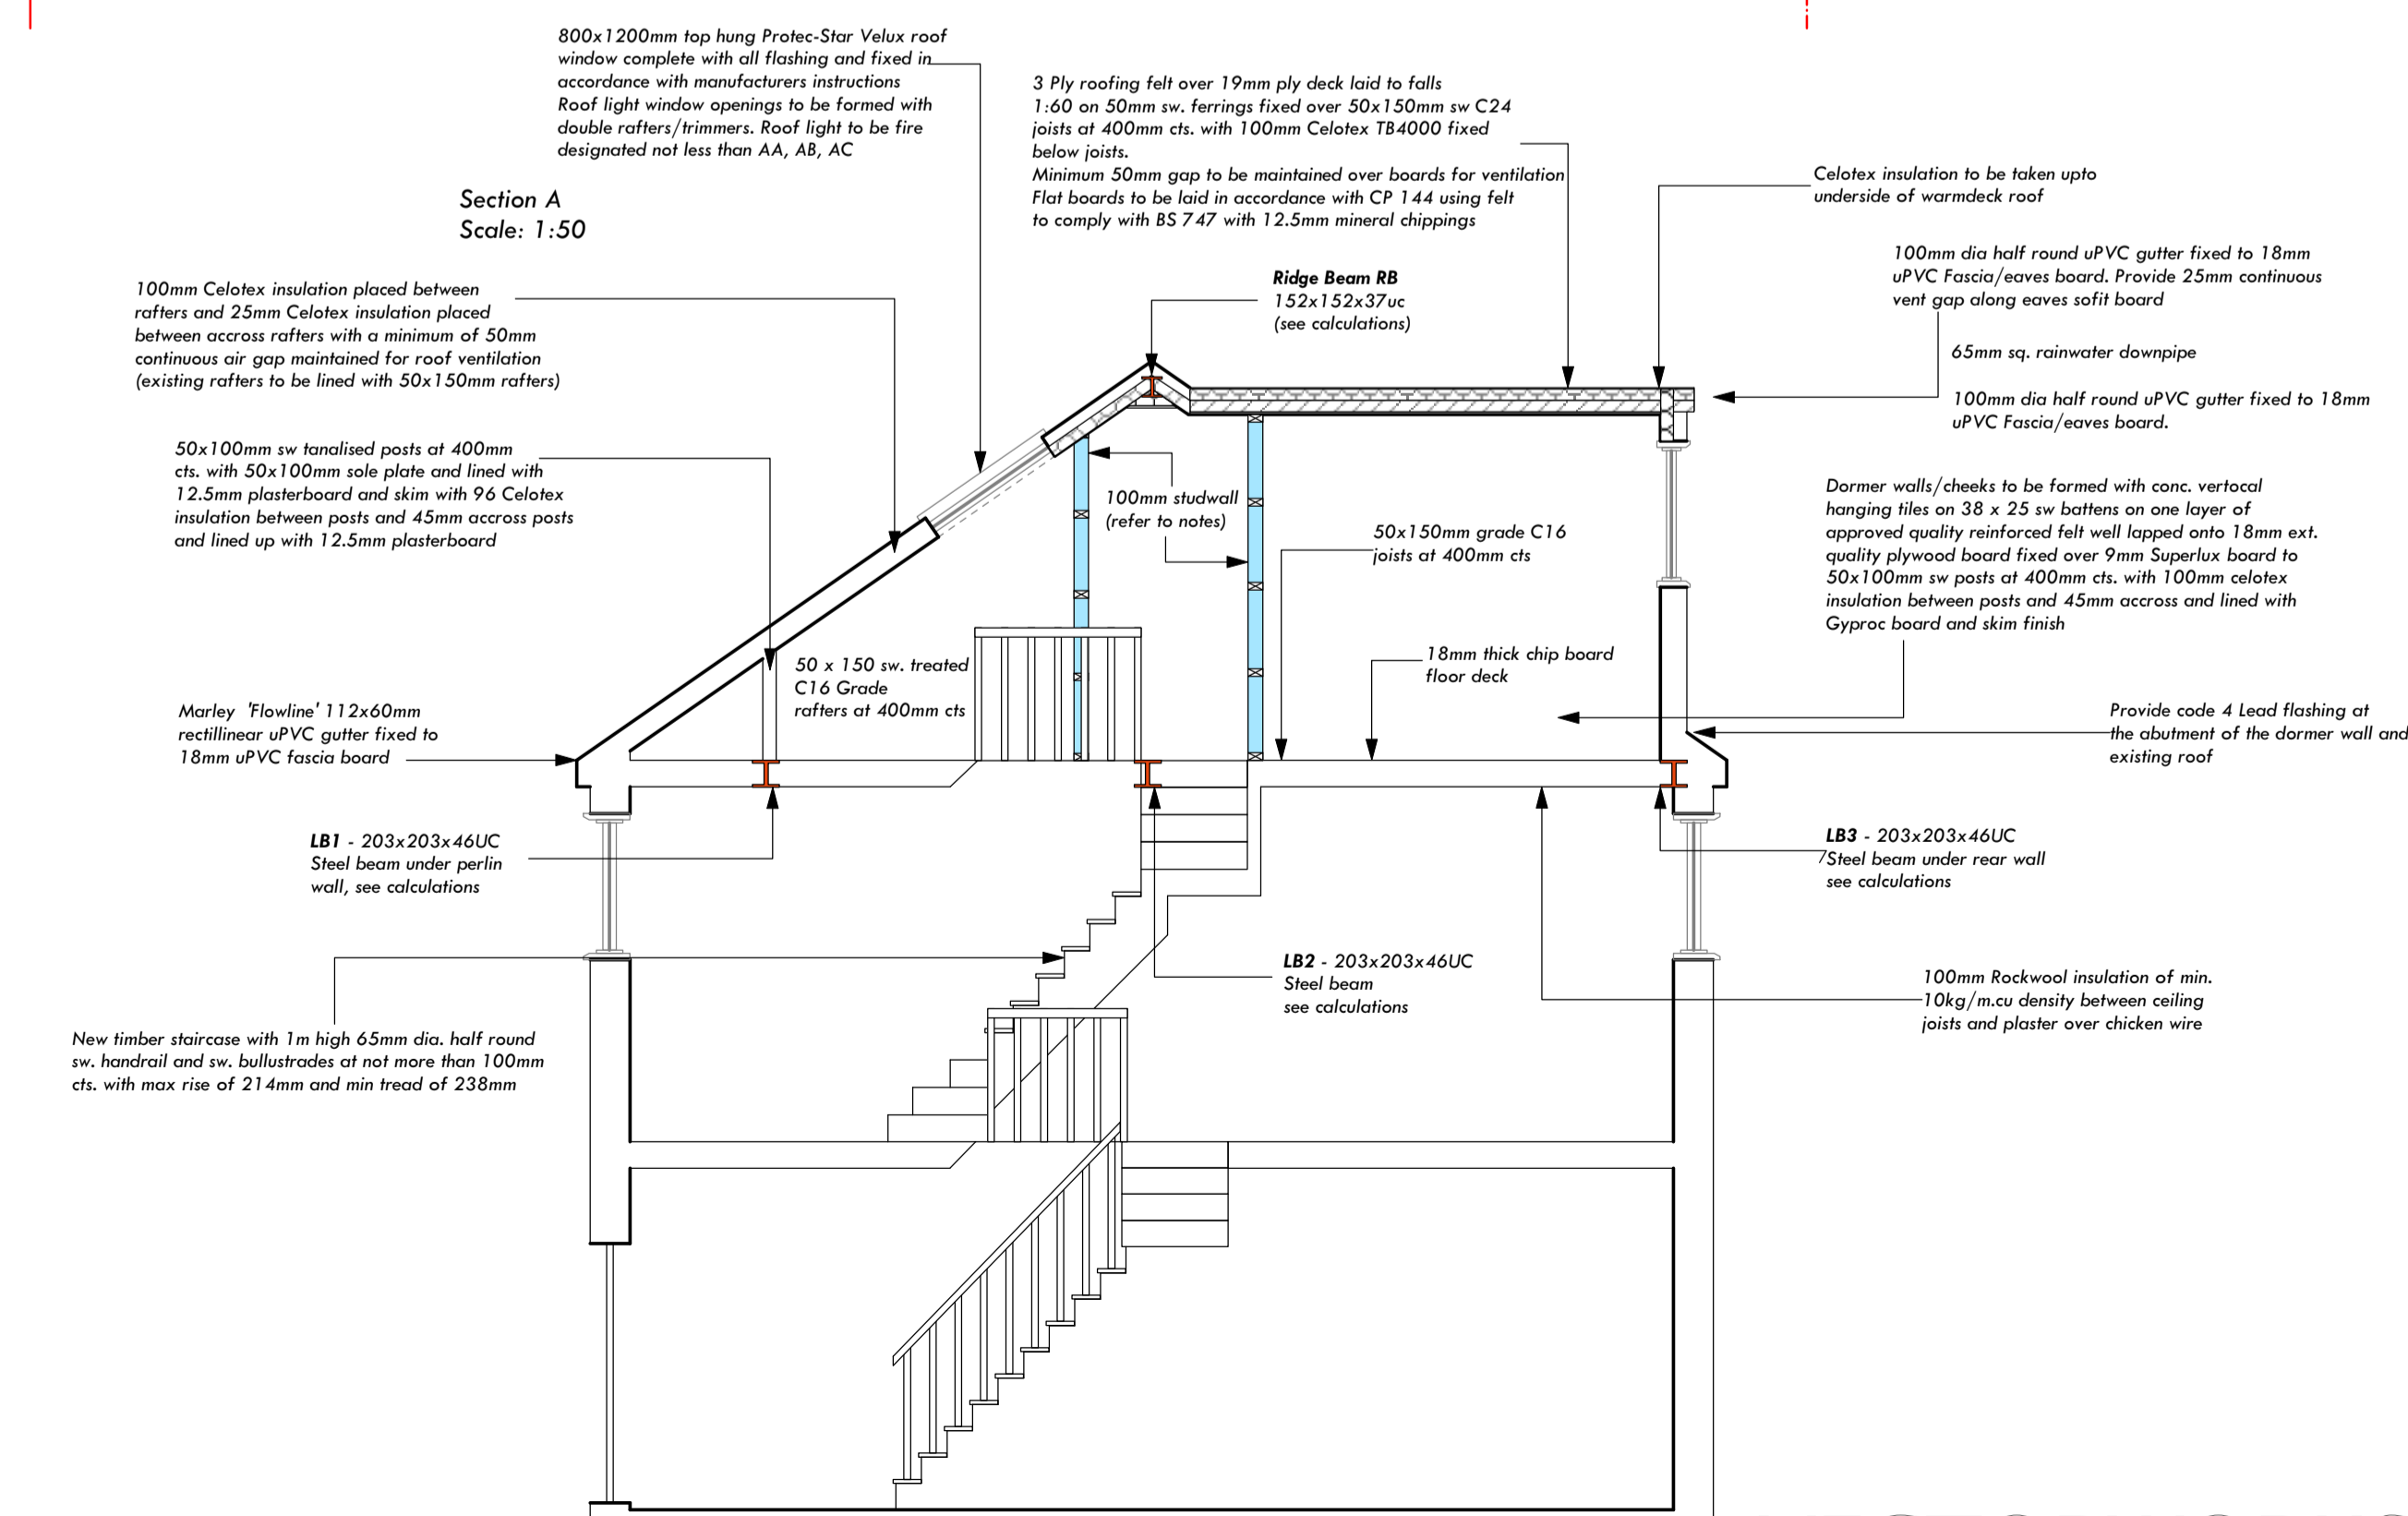 800x1200mm top hung Protec-Star Velux roof
window complete with all flashing and fixed in
accordance with manufacturers instructions
Roof light window openings to be formed with
double rafters/trimmers. Roof light to be fire
designated not less than AA, AB, AC
3 Ply roofing felt over 19mm ply deck laid to falls
1:60 on 50mm sw. ferrings fixed over 50x150mm sw C24
joists at 400mm cts. with 100mm Celotex TB4000 fixed
below joists.
Minimum 50mm gap to be maintained over boards for ventilation
Flat boards to be laid in accordance with CP 144 using felt
to comply with BS 747 with 12.5mm mineral chippings
Celotex insulation to be taken upto
underside of warmdeck roof
Section A
Scale: 1:50
100mm dia half round uPVC gutter fixed to 18mm
uPVC Fascia/eaves board. Provide 25mm continuous
vent gap along eaves sofit board
Ridge Beam RB
152x152x37uc
(see calculations)
100mm Celotex insulation placed between
rafters and 25mm Celotex insulation placed
between accross rafters with a minimum of 50mm
continuous air gap maintained for roof ventilation
(existing rafters to be lined with 50x150mm rafters)
65mm sq. rainwater downpipe
100mm dia half round uPVC gutter fixed to 18mm
uPVC Fascia/eaves board.
50x100mm sw tanalised posts at 400mm
cts. with 50x100mm sole plate and lined with
12.5mm plasterboard and skim with 96 Celotex
insulation between posts and 45mm accross posts
and lined up with 12.5mm plasterboard
100mm studwall
(refer to notes)
50x150mm grade C16
joists at 400mm cts
Dormer walls/cheeks to be formed with conc. vertocal
hanging tiles on 38 x 25 sw battens on one layer of
approved quality reinforced felt well lapped onto 18mm ext.
quality plywood board fixed over 9mm Superlux board to
50x100mm sw posts at 400mm cts. with 100mm celotex
insulation between posts and 45mm accross and lined with
Gyproc board and skim finish
50 x 150 sw. treated
C16 Grade
rafters at 400mm cts
18mm thick chip board
floor deck
Marley 'Flowline' 112x60mm
rectillinear uPVC gutter fixed to
18mm uPVC fascia board
Provide code 4 Lead flashing at
the abutment of the dormer wall and
existing roof
LB1 - 203x203x46UC
Steel beam under perlin
wall, see calculations
LB3 - 203x203x46UC
Steel beam under rear wall
see calculations
LB2 - 203x203x46UC
Steel beam
see calculations
100mm Rockwool insulation of min.
10kg/m.cu density between ceiling
joists and plaster over chicken wire
New timber staircase with 1m high 65mm dia. half round
sw. handrail and sw. bullustrades at not more than 100mm
cts. with max rise of 214mm and min tread of 238mm